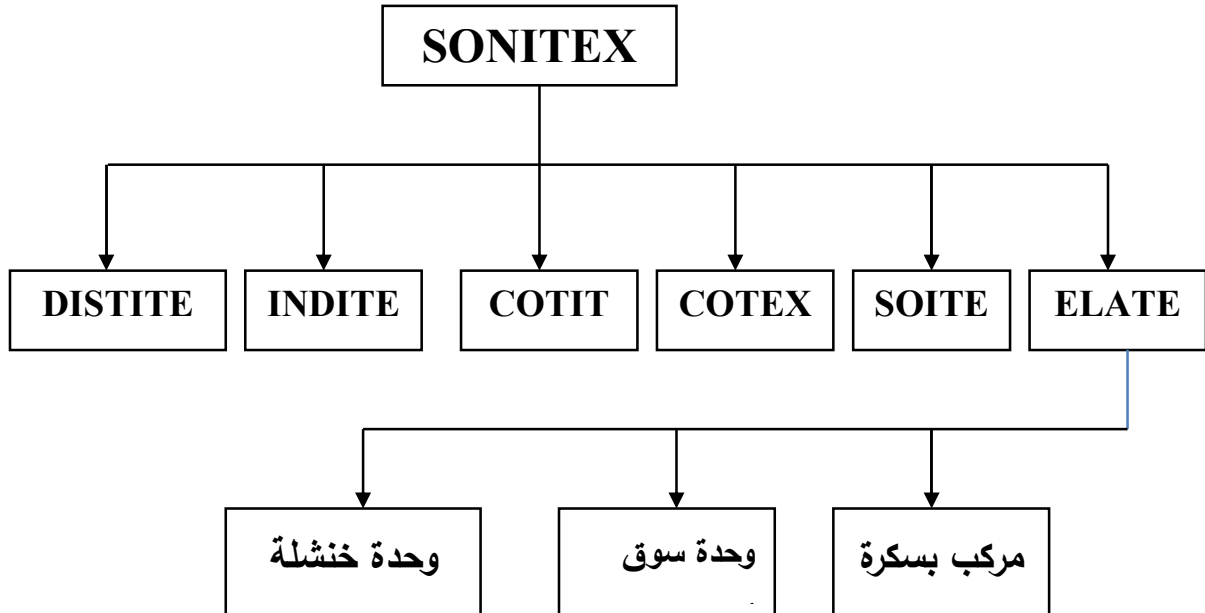 SONITEX
DISTITE
INDITE
COTIT
COTEX
SOITE
ELATE
وحدة خنشلة
وحدة سوق
مركب بسكرة